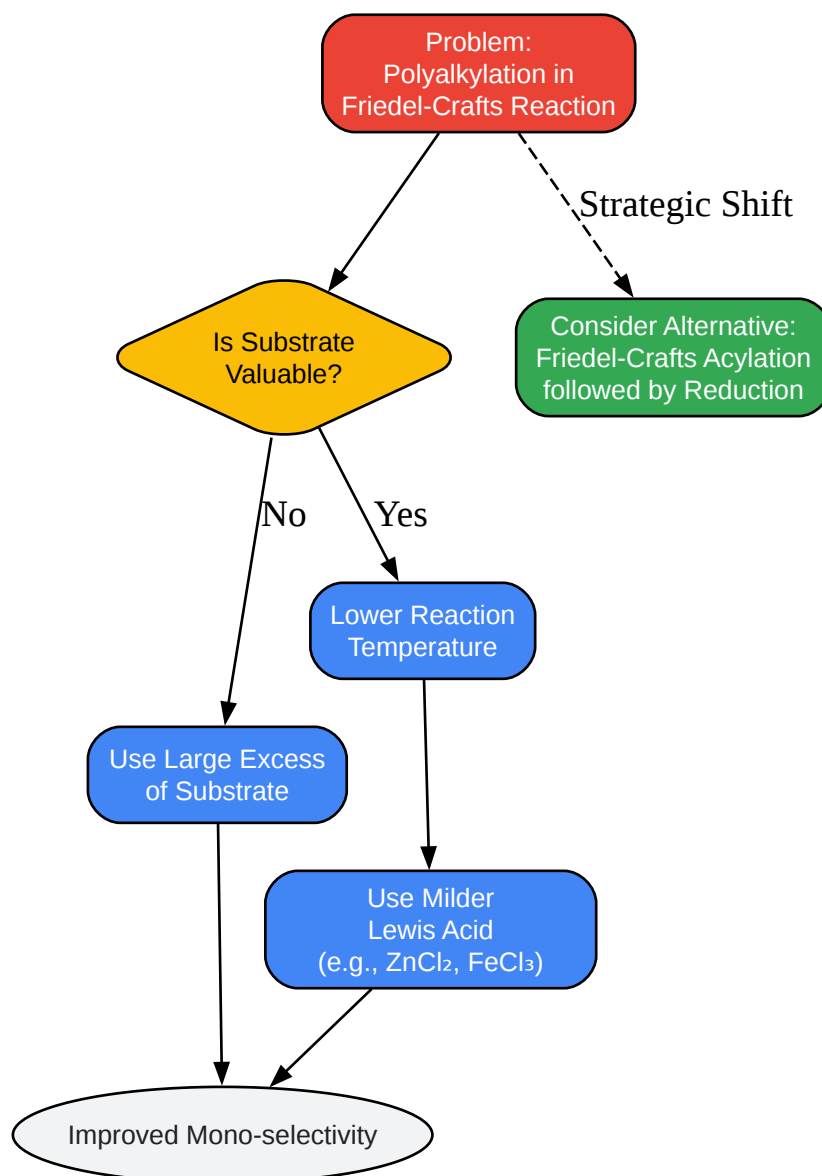 Problem:
Polyalkylation in
Friedel-Crafts Reaction
Strategic Shift
Is Substrate
Valuable?
Consider Alternative:
Friedel-Crafts Acylation
followed by Reduction
No
Yes
Lower Reaction
Temperature
Use Large Excess
of Substrate
Use Milder
Lewis Acid
(e.g., ZnCl₂, FeCl₃)
Improved Mono-selectivity